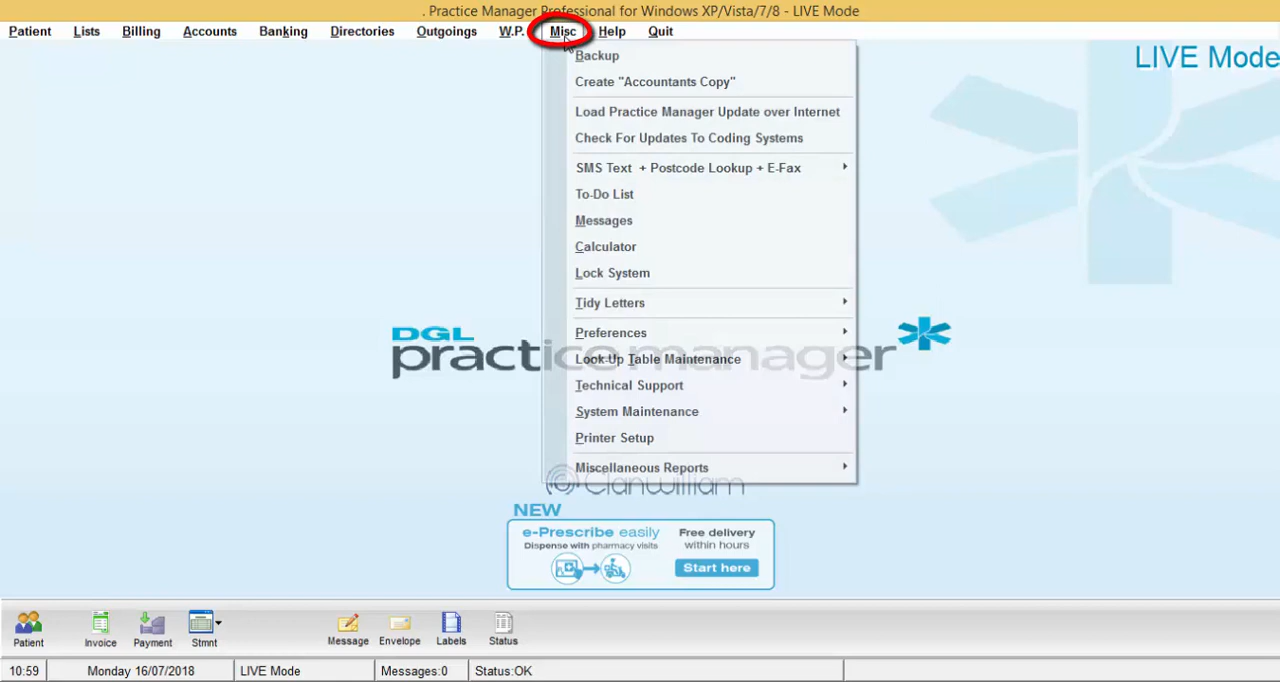 . Practice Manager Professional for Windows XP/Vista/7/8 - LIVE Mode
Patient Lists Billing Accounts Banking Directories Outgoings W.P. Misc Help Quit
LIVE Mode
Backup
Create "Accountants Copy"
Load Practice Manager Update over Internet
Check For Updates To Coding Systems
SMS Text + Postcode Lookup + E-Fax
To-Do List
Messages
Calculator
Lock System
Tidy Letters
Preferences
Look-Up Table Maintenance
Technical Support
System Maintenance
Printer Setup
Miscellaneous Reports
DGL
practice manager
Clanwilliam
NEW
e-Prescribe easily
Dispense with pharmacy visits
Free delivery
within hours
Start here
Patient Invoice Payment Stmnt Message Envelope Labels Status
10:59 Monday 16/07/2018 LIVE Mode Messages:0 Status:OK